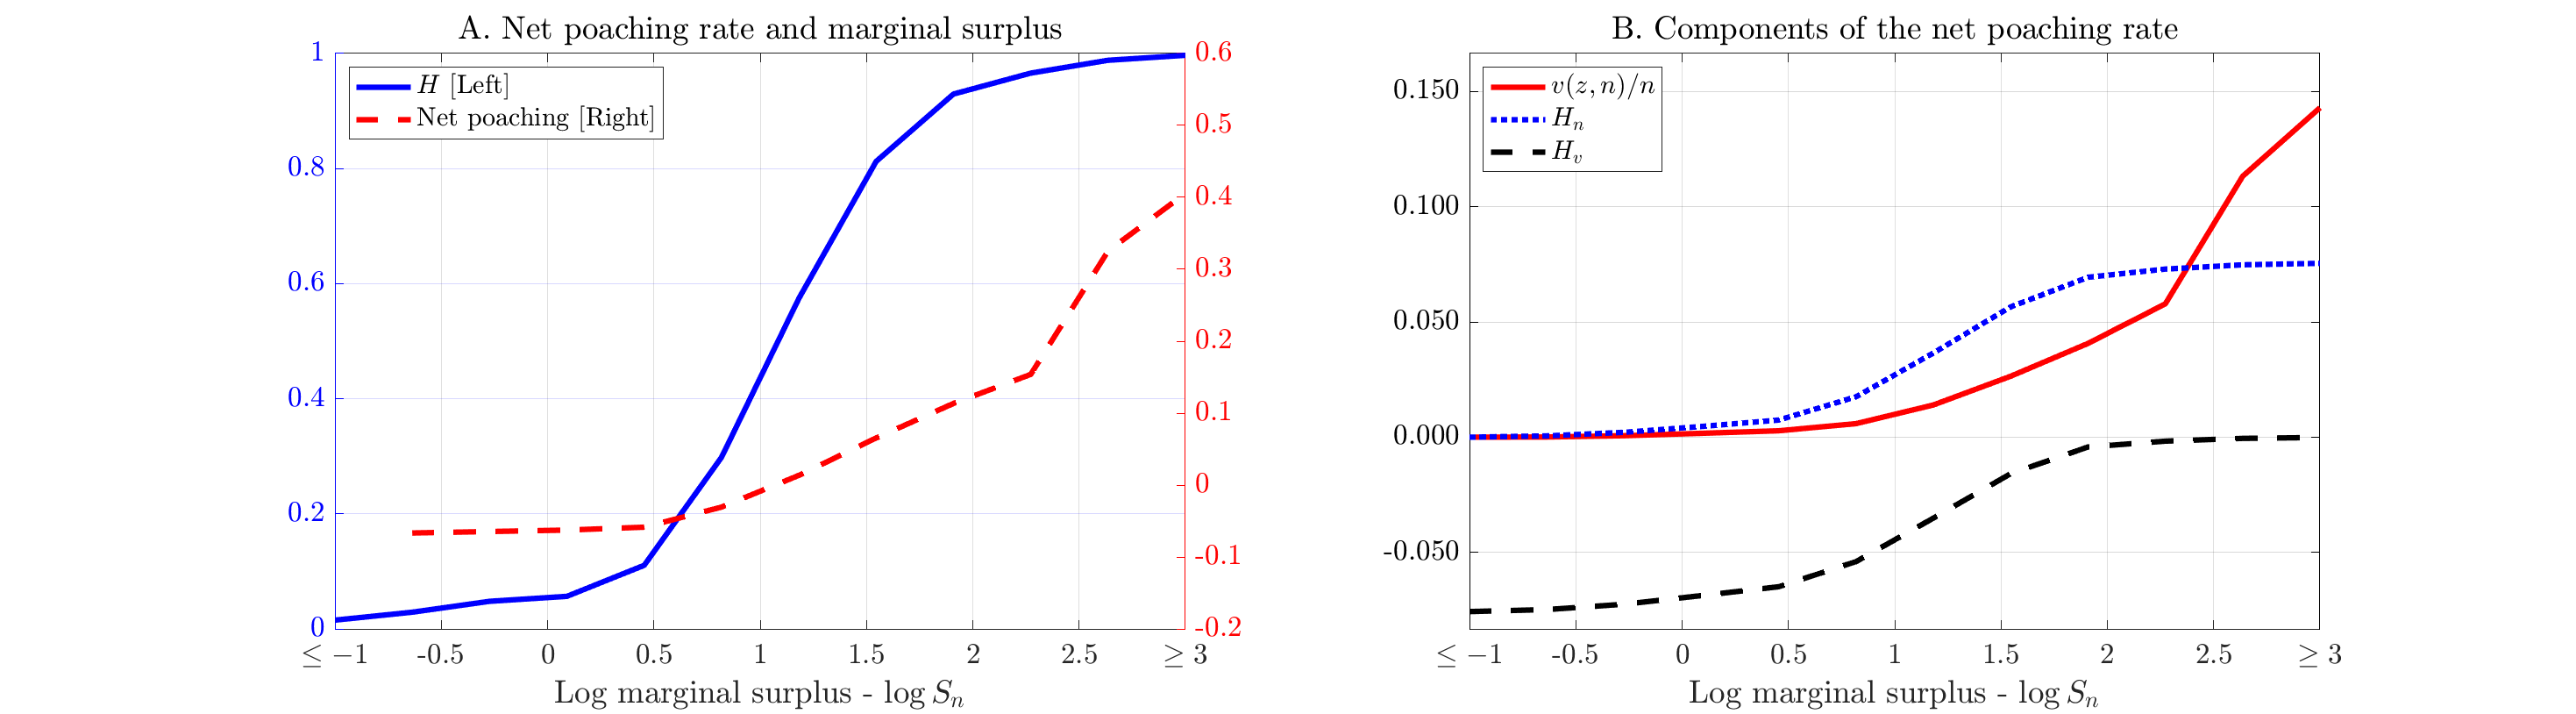 A. Net poaching rate and marginal surplus
1
0.8
0.6
0.4
0.2
0
0.6
0.5
0.4
0.3
0.2
0.1
0
-0.1
-0.2
H [Left]
Net poaching [Right]
≤ −1 -0.5 0 0.5 1 1.5 2 2.5 ≥ 3
Log marginal surplus - log Sₙ
B. Components of the net poaching rate
0.150
0.100
0.050
0.000
-0.050
v(z, n)/n
Hₙ
Hᵥ
≤ −1 -0.5 0 0.5 1 1.5 2 2.5 ≥ 3
Log marginal surplus - log Sₙ